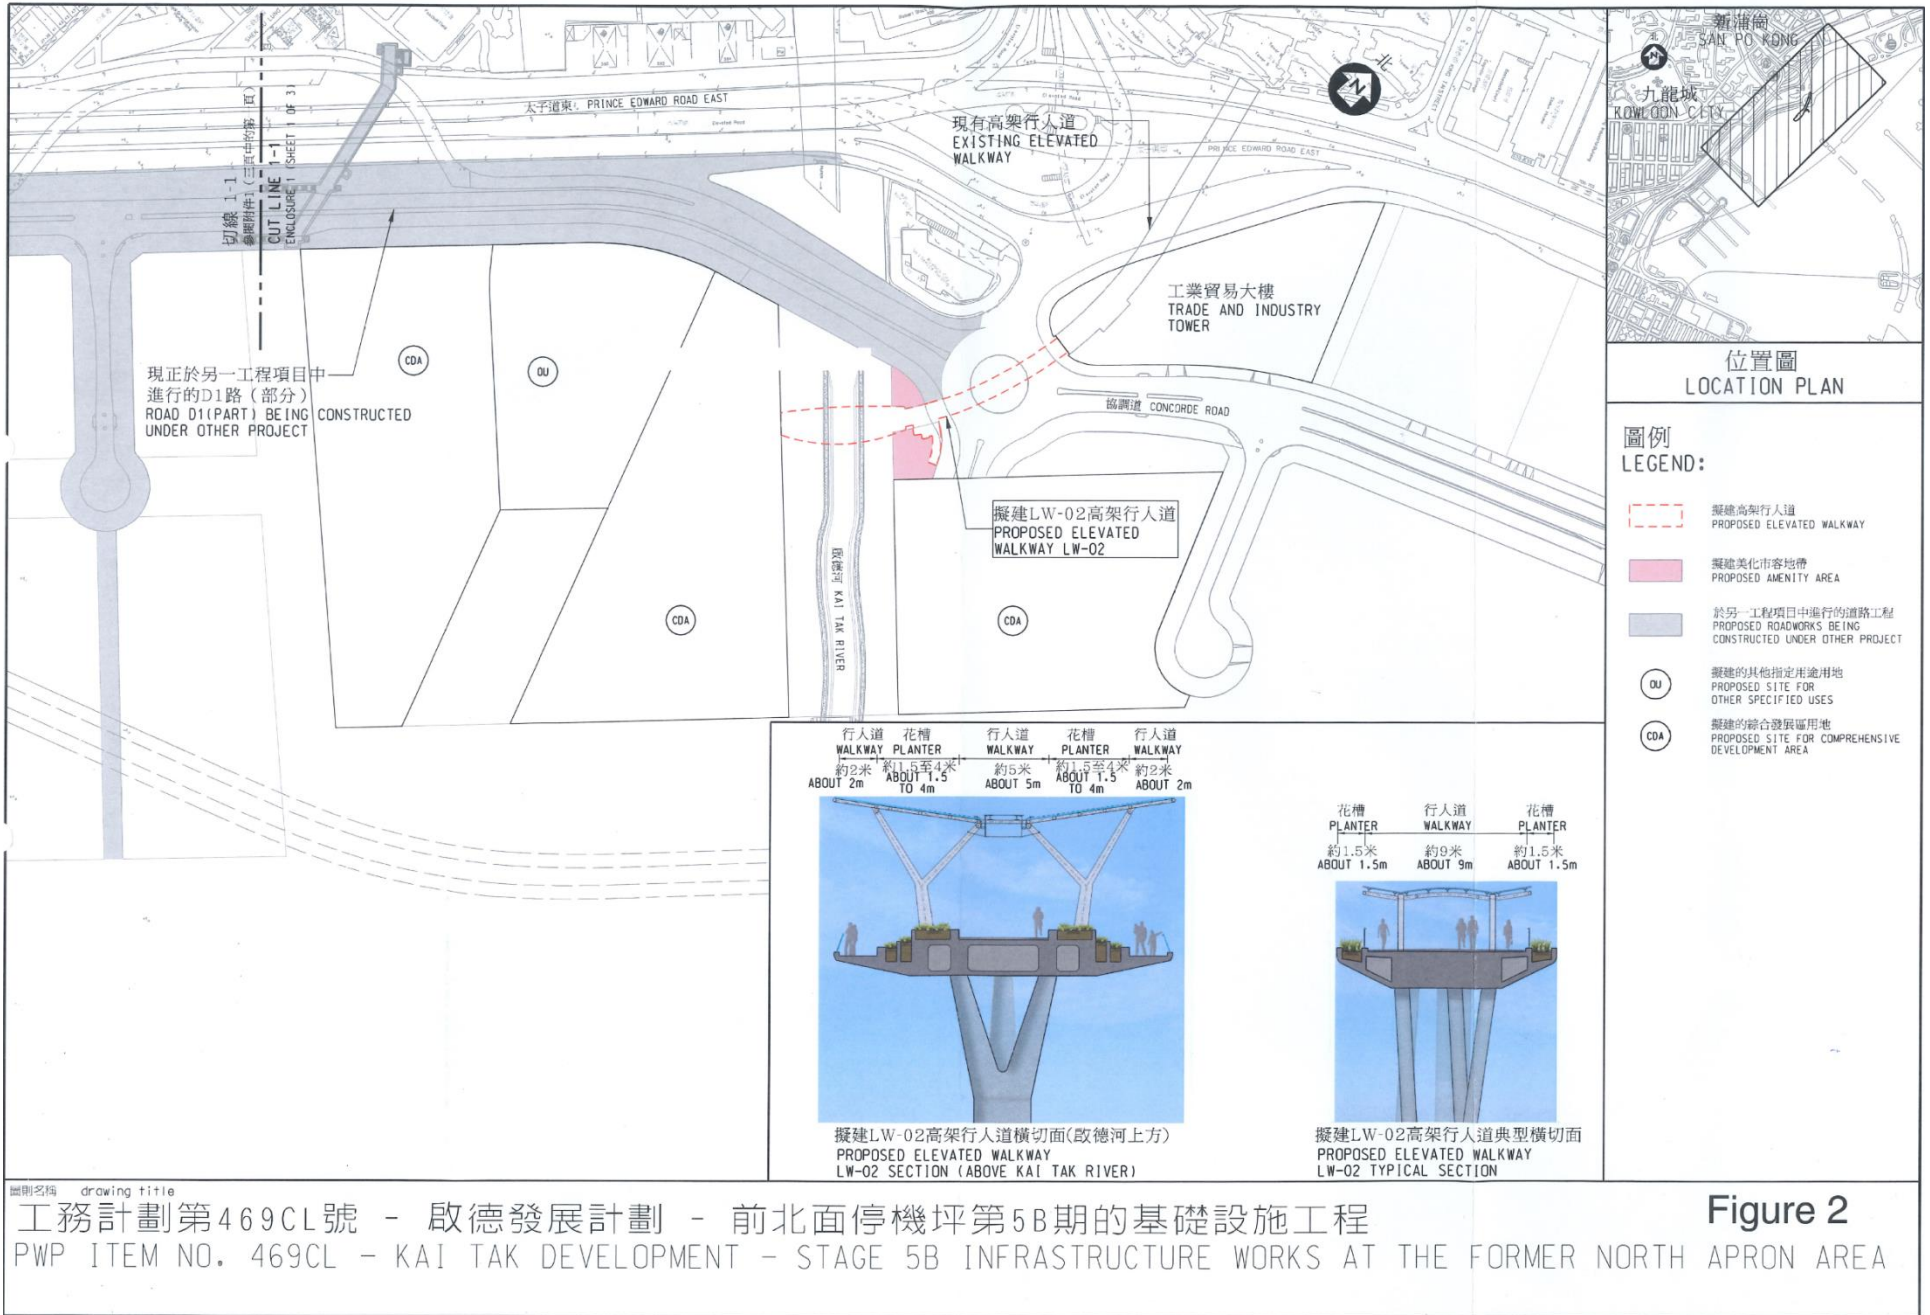 太子道東 PRINCE EDWARD ROAD EAST
Elevated Road
切線 1-1
CUT LINE 1-1
ENCLOSURE 1 (SHEET 1 OF 3)
現有高架行人道
EXISTING ELEVATED
WALKWAY
Elevated Road
Elevated Road
PRINCE EDWARD ROAD EAST
北
N
工業貿易大樓
TRADE AND INDUSTRY
TOWER
現正於另一工程項目中
進行的D1路(部分)
ROAD D1(PART) BEING CONSTRUCTED
UNDER OTHER PROJECT
CDA
OU
協調道 CONCORDE ROAD
擬建LW-02高架行人道
PROPOSED ELEVATED
WALKWAY LW-02
啟德河 KAI TAK RIVER
CDA
CDA
新蒲崗
SAN PO KONG
北
N
九龍城
KOWLOON CITY
位置圖
LOCATION PLAN
圖例
LEGEND:
擬建高架行人道
PROPOSED ELEVATED WALKWAY
擬建美化市容地帶
PROPOSED AMENITY AREA
於另一工程項目中進行的道路工程
PROPOSED ROADWORKS BEING
CONSTRUCTED UNDER OTHER PROJECT
OU
擬建的其他指定用途用地
PROPOSED SITE FOR
OTHER SPECIFIED USES
CDA
擬建的綜合發展區用地
PROPOSED SITE FOR COMPREHENSIVE
DEVELOPMENT AREA
行人道 花槽 行人道 花槽 行人道
WALKWAY PLANTER WALKWAY PLANTER WALKWAY
約2米 約1.5至4米 約5米 約1.5至4米 約2米
ABOUT 2m ABOUT 1.5 TO 4m ABOUT 5m ABOUT 1.5 TO 4m ABOUT 2m
擬建LW-02高架行人道橫切面(啟德河上方)
PROPOSED ELEVATED WALKWAY
LW-02 SECTION (ABOVE KAI TAK RIVER)
花槽 行人道 花槽
PLANTER WALKWAY PLANTER
約1.5米 約9米 約1.5米
ABOUT 1.5m ABOUT 9m ABOUT 1.5m
擬建LW-02高架行人道典型橫切面
PROPOSED ELEVATED WALKWAY
LW-02 TYPICAL SECTION
圖則名稱 drawing title
工務計劃第469CL號 - 啟德發展計劃 - 前北面停機坪第5B期的基礎設施工程
Figure 2
PWP ITEM NO. 469CL - KAI TAK DEVELOPMENT - STAGE 5B INFRASTRUCTURE WORKS AT THE FORMER NORTH APRON AREA